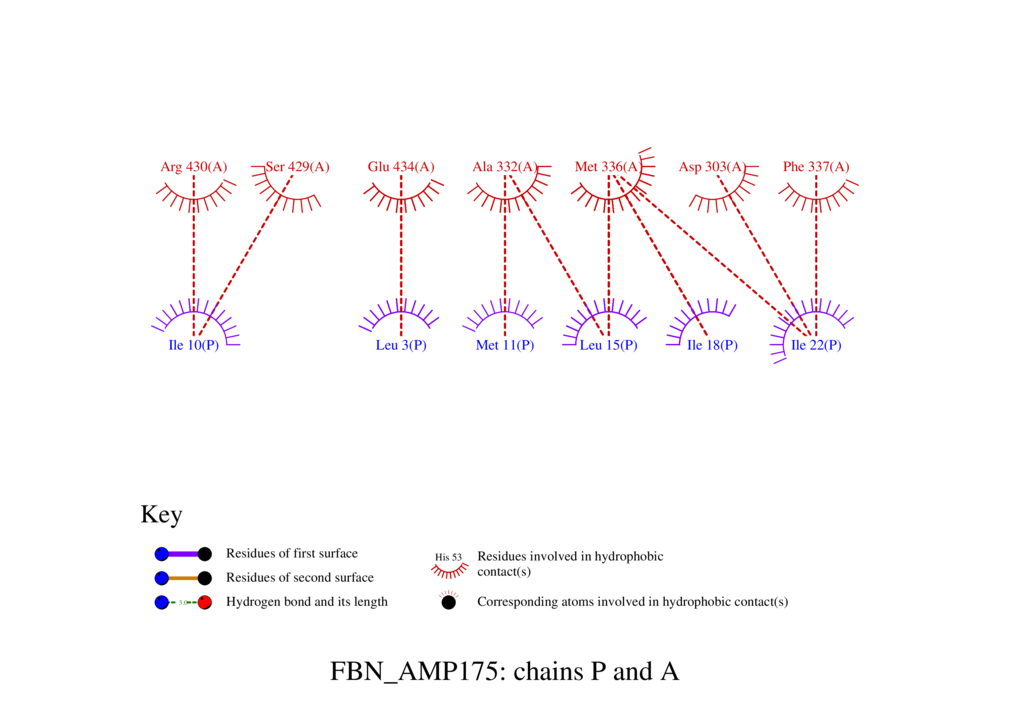 Arg 430(A) Ser 429(A) Glu 434(A) Ala 332(A) Met 336(A) Asp 303(A) Phe 337(A)
Ile 10(P) Leu 3(P) Met 11(P) Leu 15(P) Ile 18(P) Ile 22(P)
Key
Residues of first surface
Residues of second surface
3.0 Hydrogen bond and its length
His 53 Residues involved in hydrophobic
contact(s)
Corresponding atoms involved in hydrophobic contact(s)
FBN_AMP175: chains P and A